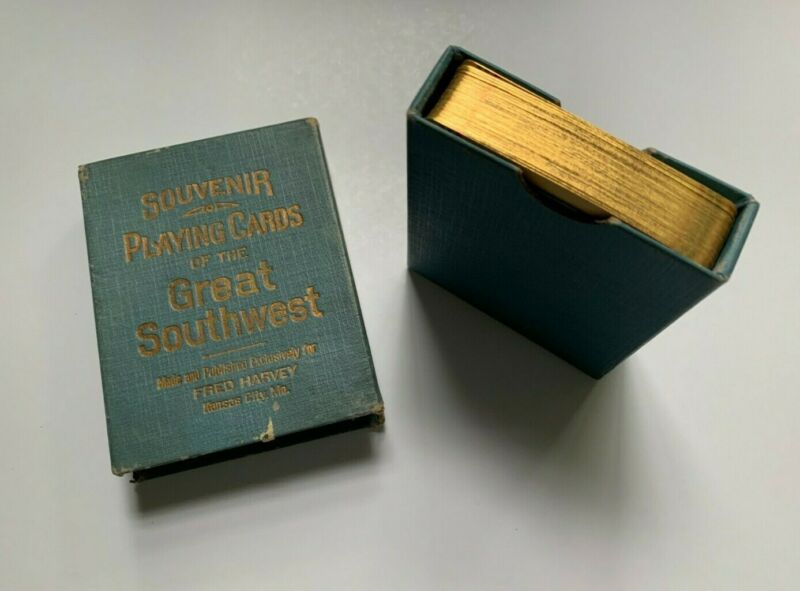 SOUVENIR
PLAYING CARDS
OF THE
Great
Southwest
Made and Published Exclusively for
FRED HARVEY
Kansas City, Mo.